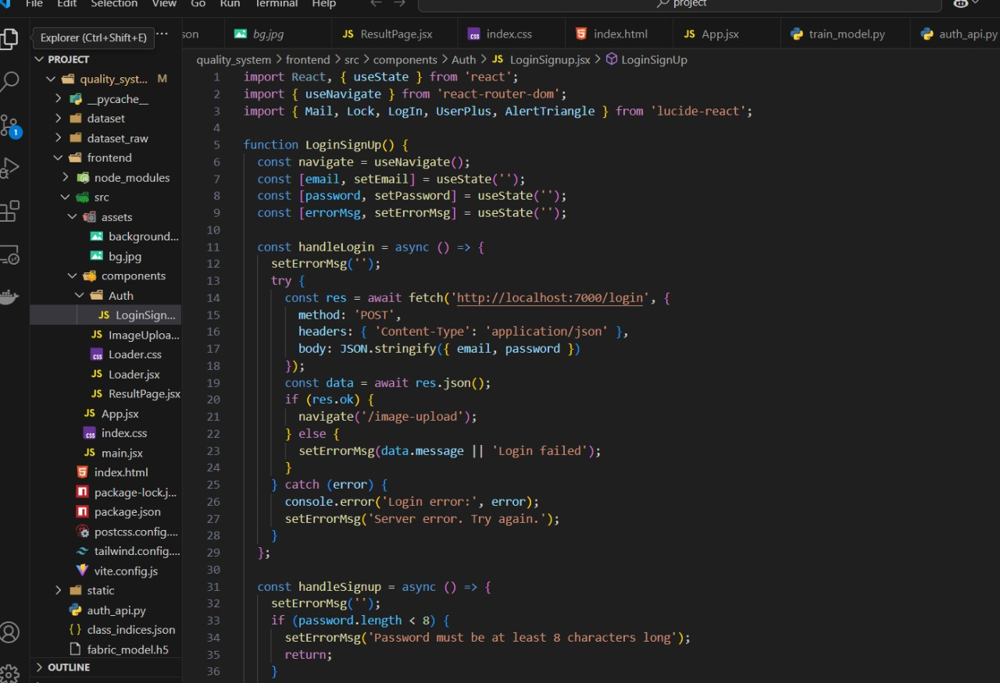 File Edit Selection View Go Run Terminal Help
project
Explorer (Ctrl+Shift+E)
...
son
bg.jpg
JS ResultPage.jsx
css index.css
index.html
JS App.jsx
train_model.py
auth_api.py
PROJECT
quality_syst... M
__pycache__
dataset
dataset_raw
frontend
node_modules
src
assets
background...
bg.jpg
components
Auth
JS LoginSign...
JS ImageUploa...
css Loader.css
JS Loader.jsx
JS ResultPage.jsx
JS App.jsx
css index.css
JS main.jsx
index.html
package-lock.j...
package.json
postcss.config....
tailwind.config....
vite.config.js
static
auth_api.py
{ } class_indices.json
fabric_model.h5
OUTLINE
1
quality_system > frontend > src > components > Auth > JS LoginSignup.jsx > LoginSignUp
1 import React, { useState } from 'react';
2 import { useNavigate } from 'react-router-dom';
3 import { Mail, Lock, LogIn, UserPlus, AlertTriangle } from 'lucide-react';
4
5 function LoginSignUp() {
6 const navigate = useNavigate();
7 const [email, setEmail] = useState('');
8 const [password, setPassword] = useState('');
9 const [errorMsg, setErrorMsg] = useState('');
10
11 const handleLogin = async () => {
12 setErrorMsg('');
13 try {
14 const res = await fetch('http://localhost:7000/login', {
15 method: 'POST',
16 headers: { 'Content-Type': 'application/json' },
17 body: JSON.stringify({ email, password })
18 });
19 const data = await res.json();
20 if (res.ok) {
21 navigate('/image-upload');
22 } else {
23 setErrorMsg(data.message || 'Login failed');
24 }
25 } catch (error) {
26 console.error('Login error:', error);
27 setErrorMsg('Server error. Try again.');
28 }
29 };
30
31 const handleSignup = async () => {
32 setErrorMsg('');
33 if (password.length < 8) {
34 setErrorMsg('Password must be at least 8 characters long');
35 return;
36 }